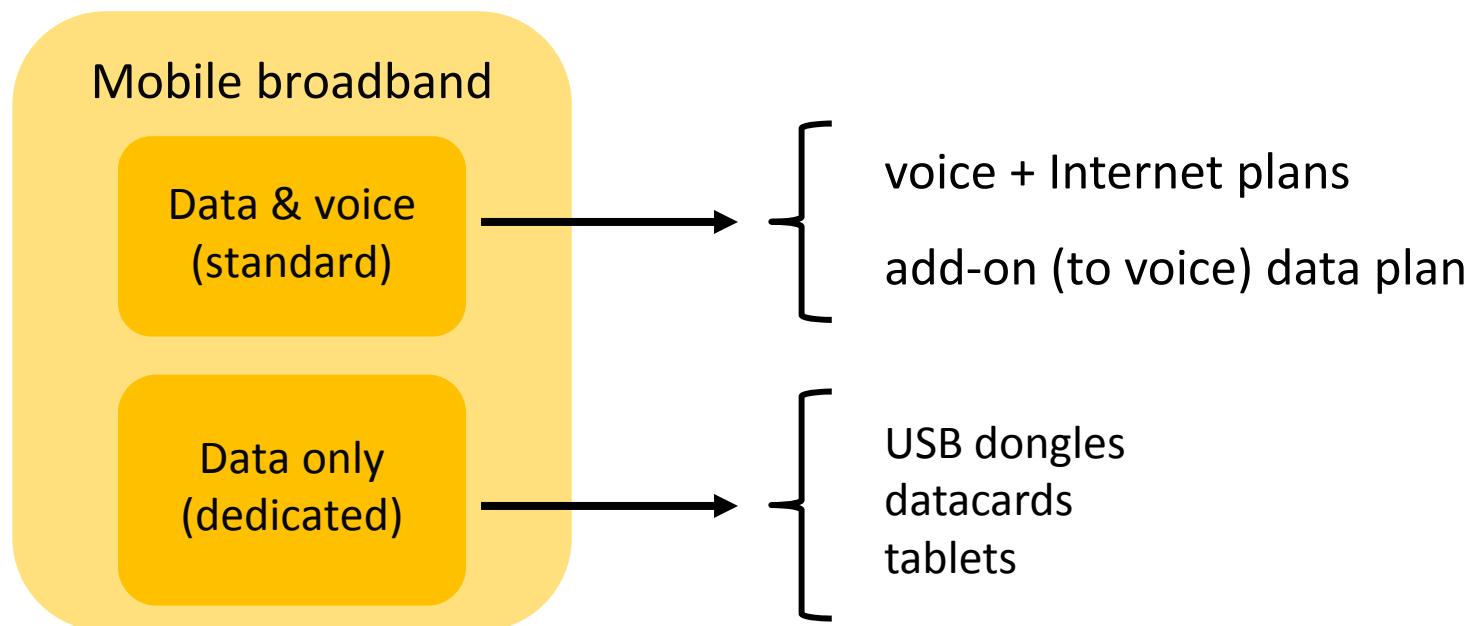 Mobile broadband
Data & voice
(standard)
voice + Internet plans
add-on (to voice) data plan
Data only
(dedicated)
USB dongles
datacards
tablets